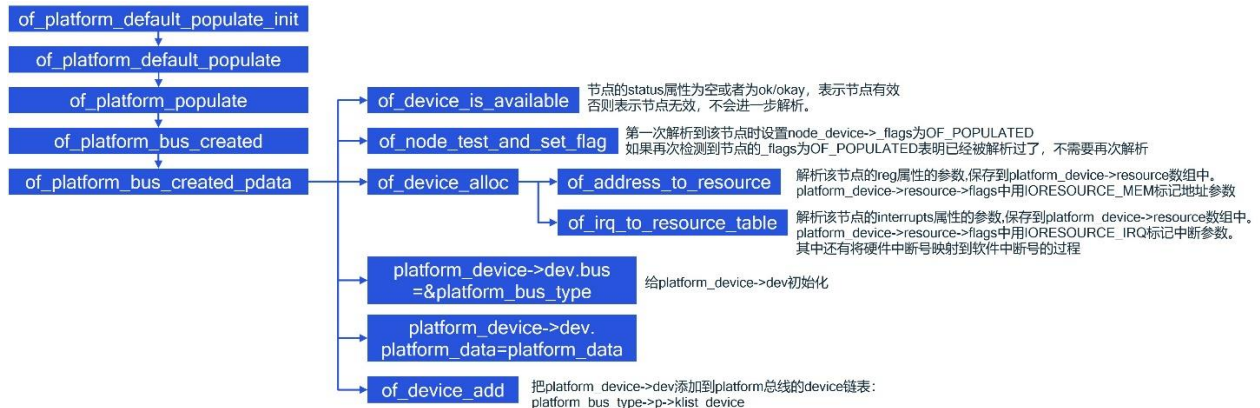 of_platform_default_populate_init
of_platform_default_populate
of_platform_populate
of_platform_bus_created
of_platform_bus_created_pdata
of_device_is_available
节点的status属性为空或者为ok/okay，表示节点有效
否则表示节点无效，不会进一步解析。
of_node_test_and_set_flag
第一次解析到该节点时设置node_device->_flags为OF_POPULATED
如果再次检测到节点的_flags为OF_POPULATED表明已经被解析过了，不需要再次解析
of_device_alloc
of_address_to_resource
解析该节点的reg属性的参数,保存到platform_device->resource数组中。
platform_device->resource->flags中用IORESOURCE_MEM标记地址参数
of_irq_to_resource_table
解析该节点的interrupts属性的参数,保存到platform_device->resource数组中。
platform_device->resource->flags中用IORESOURCE_IRQ标记中断参数。
其中还有将硬件中断号映射到软件中断号的过程
platform_device->dev.bus
=&platform_bus_type
给platform_device->dev初始化
platform_device->dev.
platform_data=platform_data
of_device_add
把platform_device->dev添加到platform总线的device链表：
platform_bus_type->p->klist_device